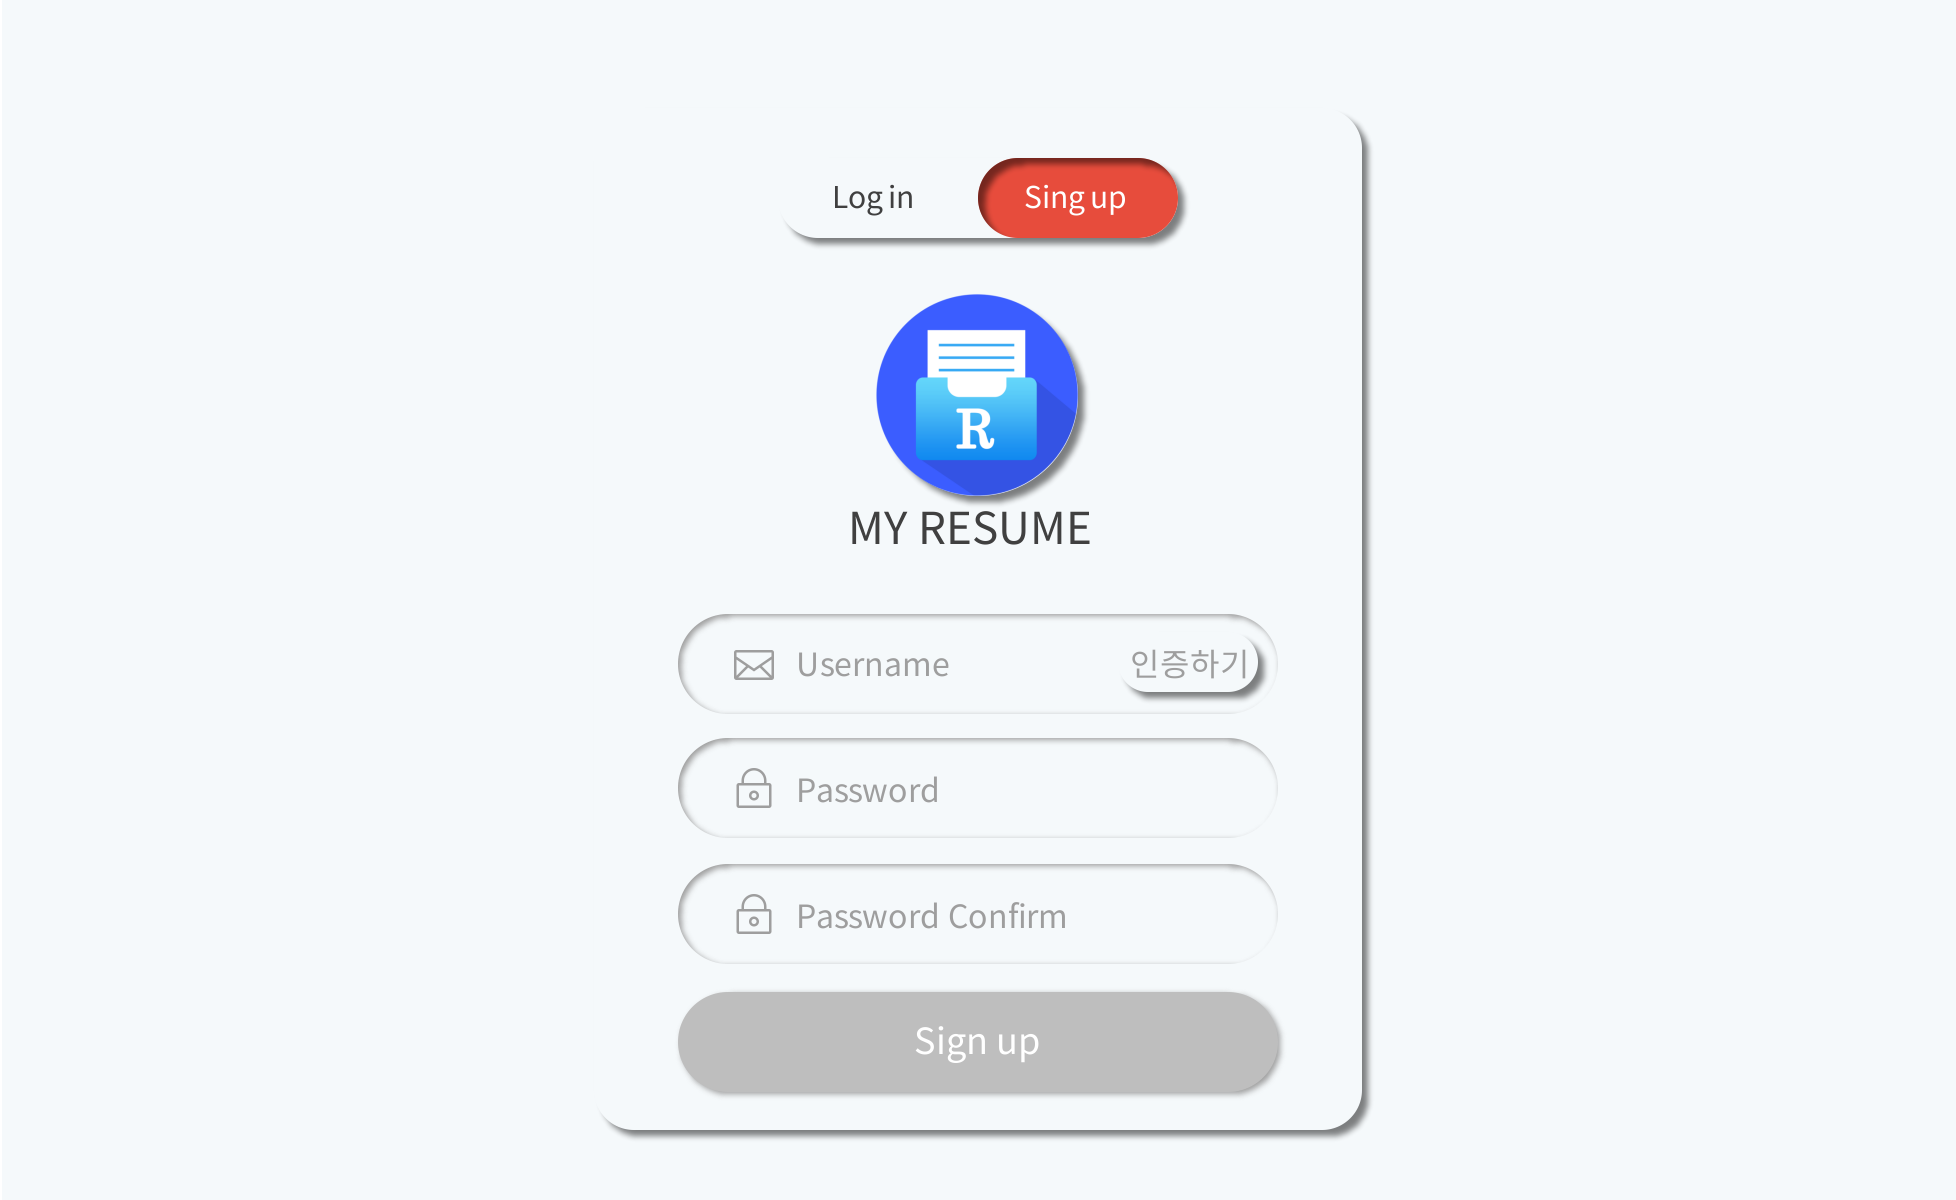 Log in
Sing up
R
MY RESUME
Username
인증하기
Password
Password Confirm
Sign up